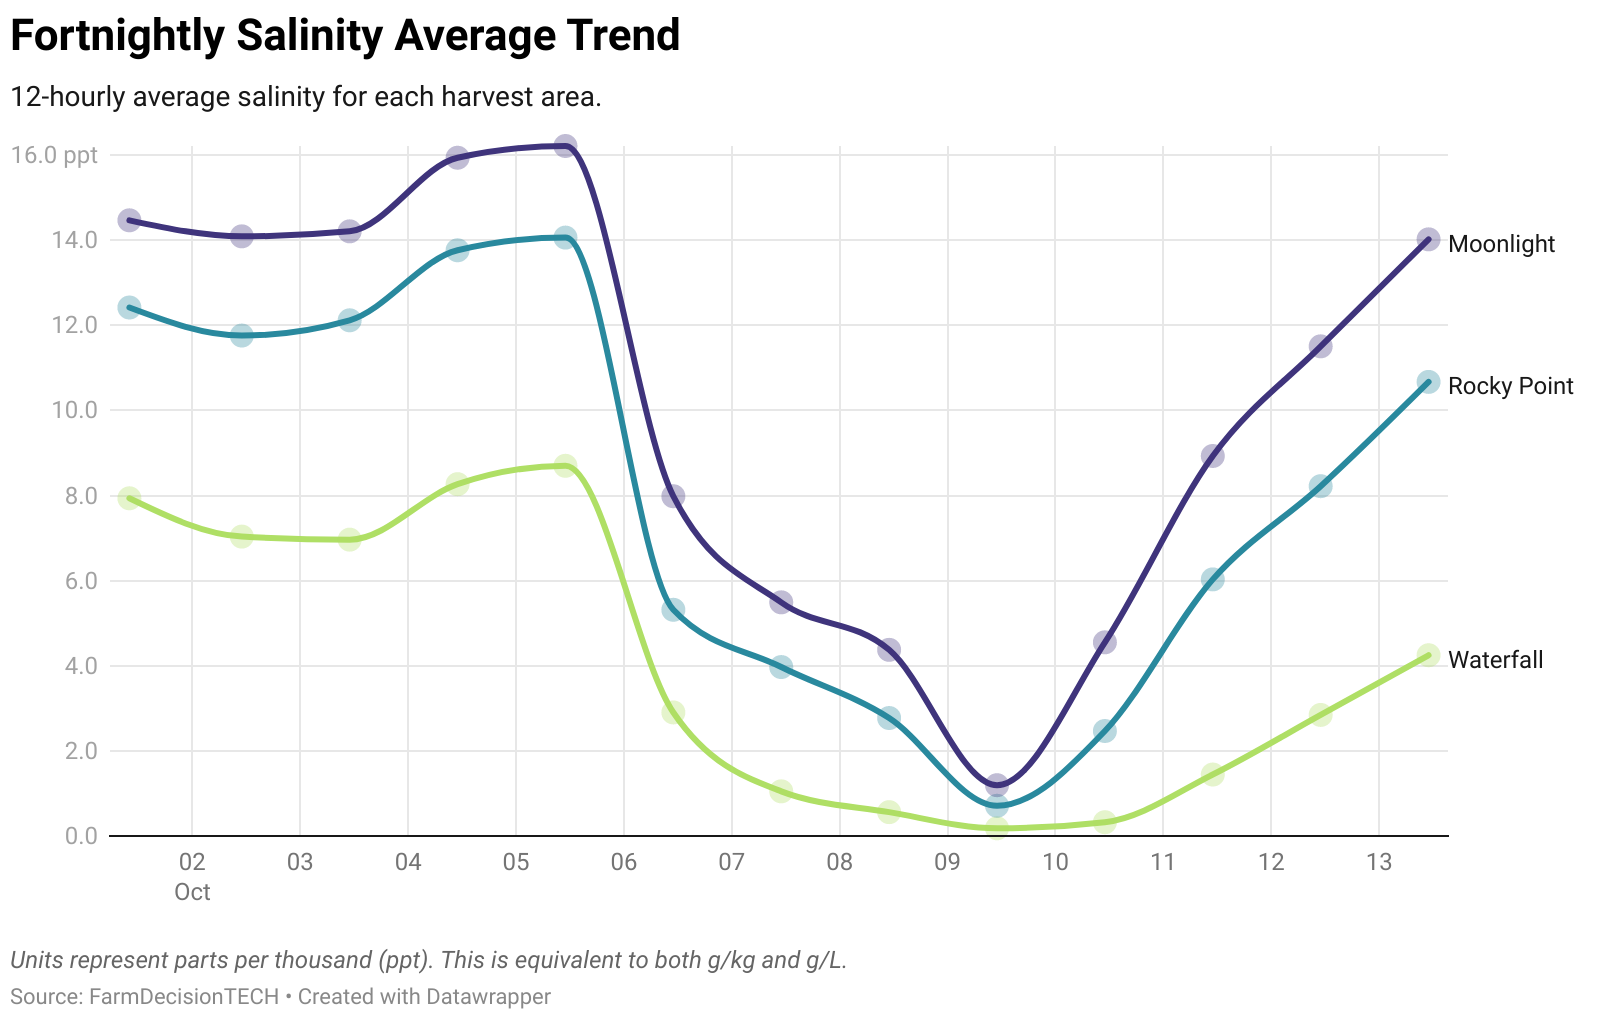 Fortnightly Salinity Average Trend
12-hourly average salinity for each harvest area.
16.0 ppt
14.0
12.0
10.0
8.0
6.0
4.0
2.0
0.0
Moonlight
Rocky Point
Waterfall
02 03 04 05 06 07 08 09 10 11 12 13
Oct
Units represent parts per thousand (ppt). This is equivalent to both g/kg and g/L.
Source: FarmDecisionTECH • Created with Datawrapper